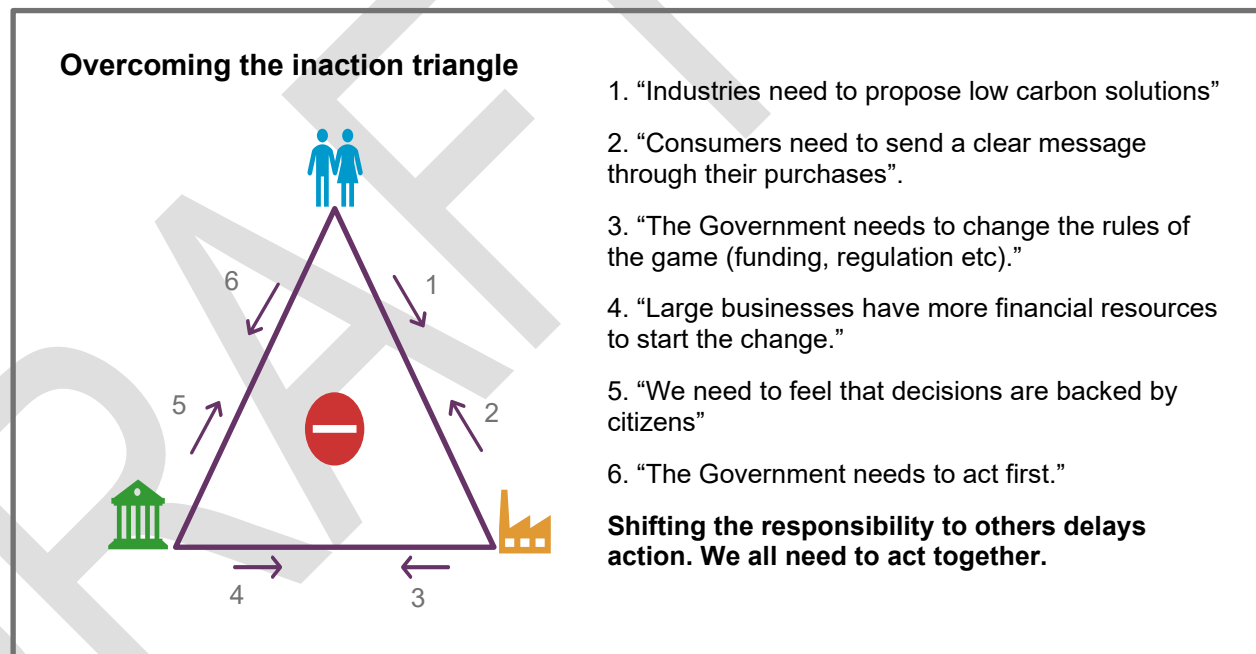 Overcoming the inaction triangle
1. “Industries need to propose low carbon solutions”
2. “Consumers need to send a clear message
through their purchases”.
3. “The Government needs to change the rules of
the game (funding, regulation etc).”
4. “Large businesses have more financial resources
to start the change.”
5. “We need to feel that decisions are backed by
citizens”
6. “The Government needs to act first.”
Shifting the responsibility to others delays
action. We all need to act together.
6
1
5
2
4
3
RAFT